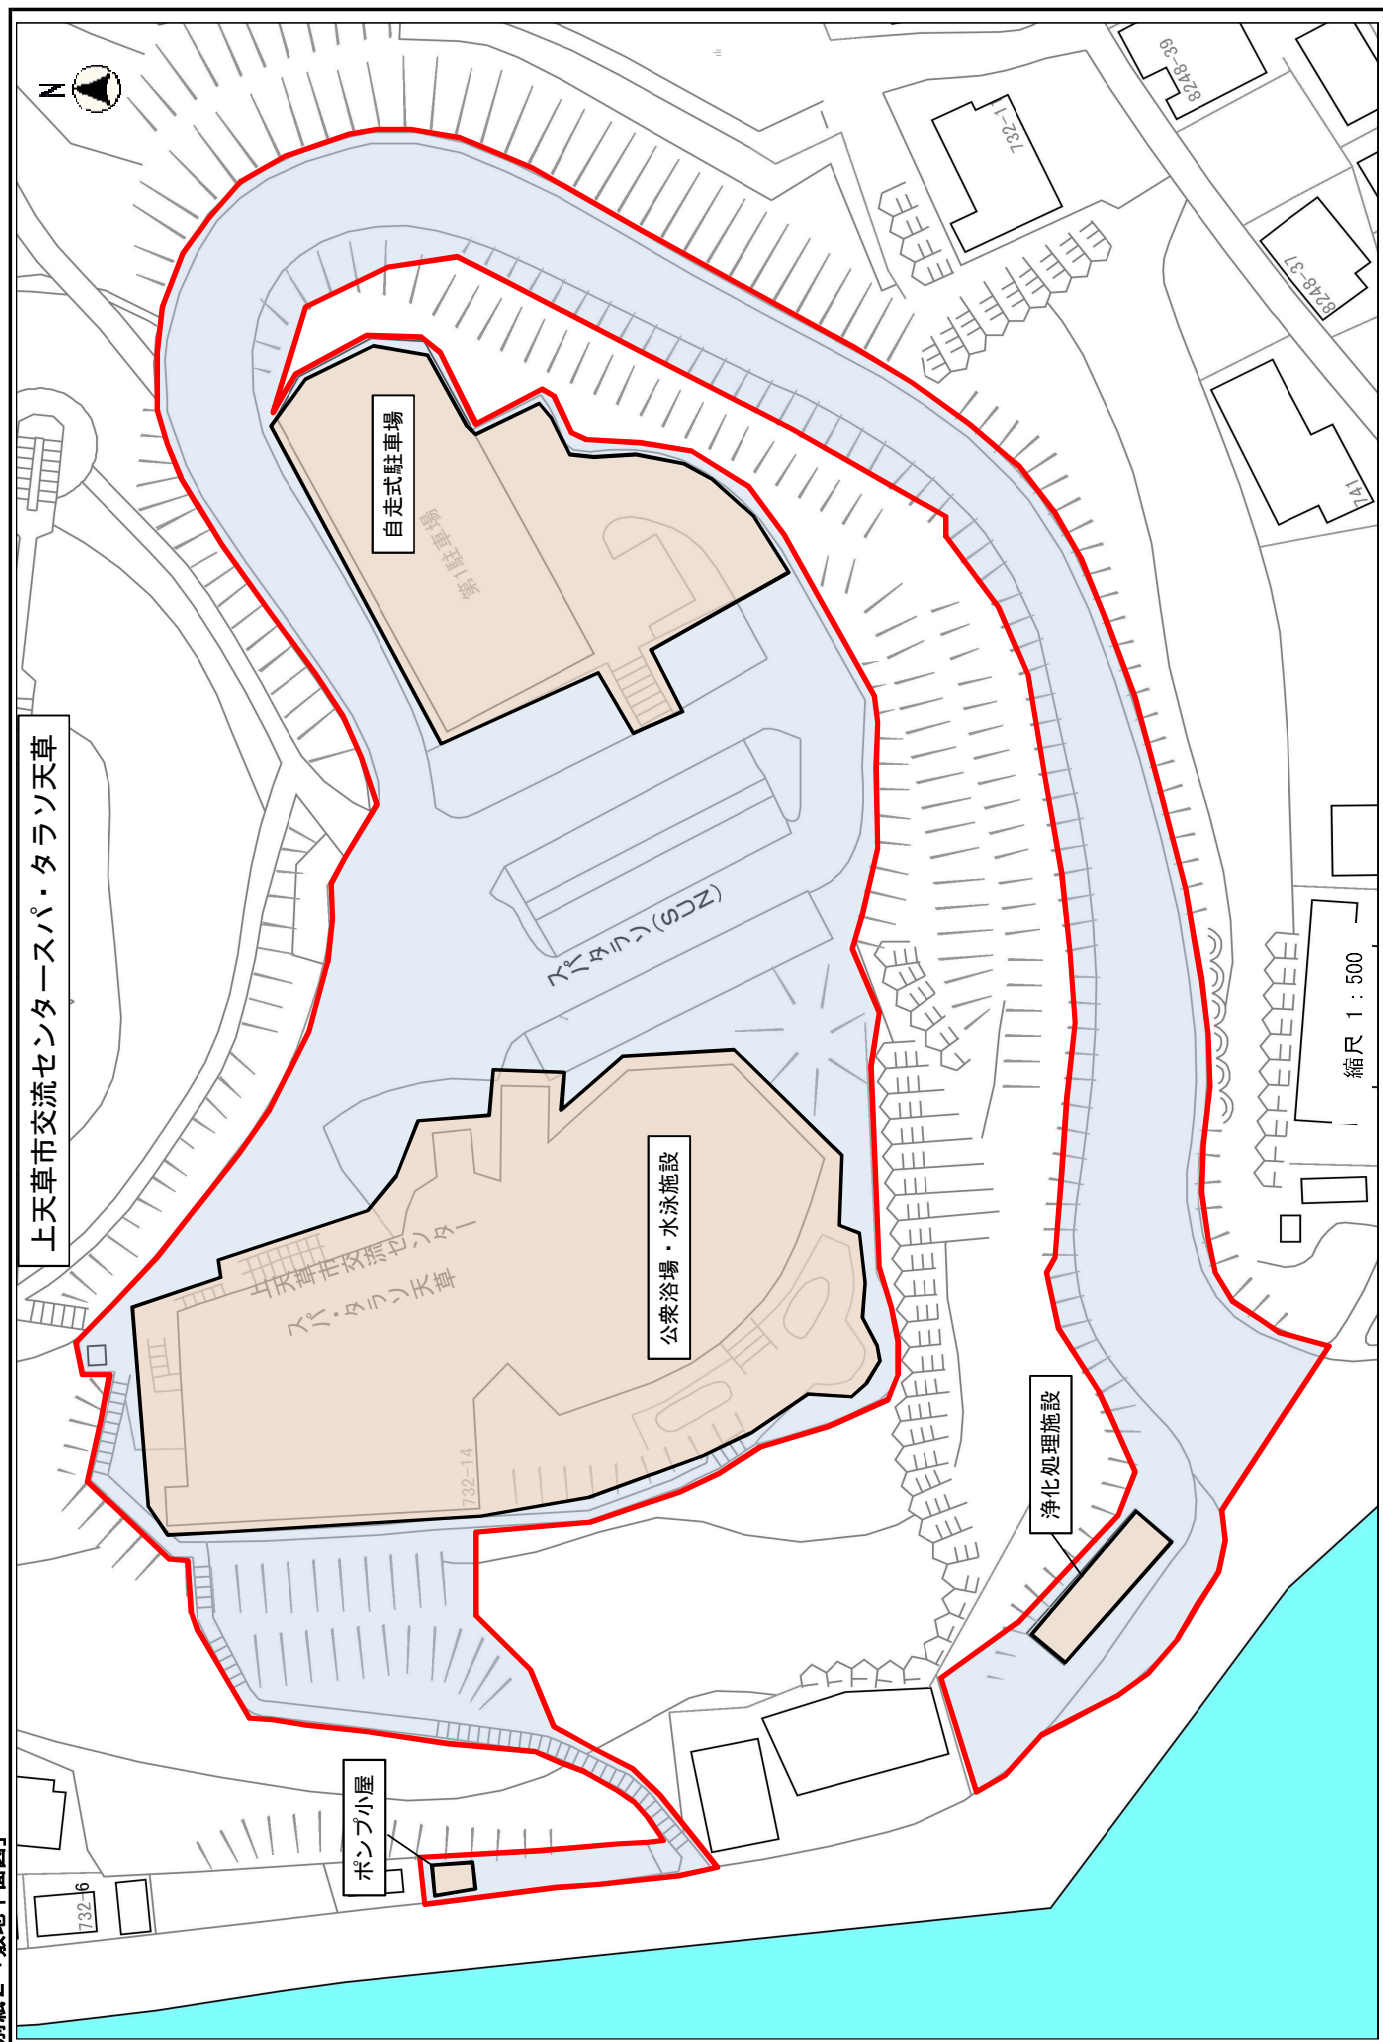 上天草市交流センタースパ・タラソ天草
N
自走式駐車場
第1駐車場
スパタラソ(SUN)
上天草市交流センター
スパ・タラソ天草
公衆浴場・水泳施設
732-14
浄化処理施設
ポンプ小屋
732-6
732-1
8248-39
8248-37
741
縮尺 1:500